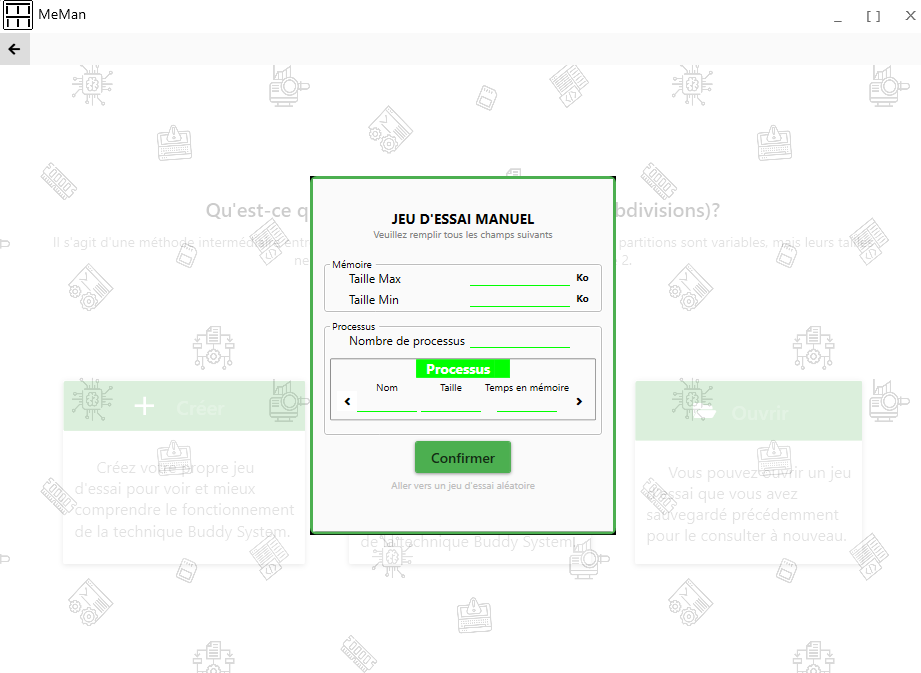 MeMan
Qu'est-ce q
bdivisions)?
Il s'agit d'une méthode intermédiaire entr
partitions sont variables, mais leurs tailles
ne
2.
JEU D'ESSAI MANUEL
Veuillez remplir tous les champs suivants
Mémoire
Taille Max Ko
Taille Min Ko
Processus
Nombre de processus
Processus
Nom Taille Temps en mémoire
Confirmer
Aller vers un jeu d'essai aléatoire
Créer
Créez votre propre jeu
d'essai pour voir et mieux
comprendre le fonctionnement
de la technique Buddy System.
de la technique Buddy System.
Ouvrir
Vous pouvez ouvrir un jeu
d'essai que vous avez
sauvegardé précédemment
pour le consulter à nouveau.